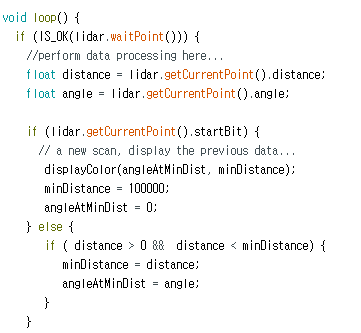 void loop() {
  if (IS_OK(lidar.waitPoint())) {
    //perform data processing here...
    float distance = lidar.getCurrentPoint().distance;
    float angle = lidar.getCurrentPoint().angle;

    if (lidar.getCurrentPoint().startBit) {
      // a new scan, display the previous data...
       displayColor(angleAtMinDist, minDistance);
       minDistance = 100000;
       angleAtMinDist = 0;
    } else {
       if ( distance > 0 &&  distance < minDistance) {
          minDistance = distance;
          angleAtMinDist = angle;
       }
    }